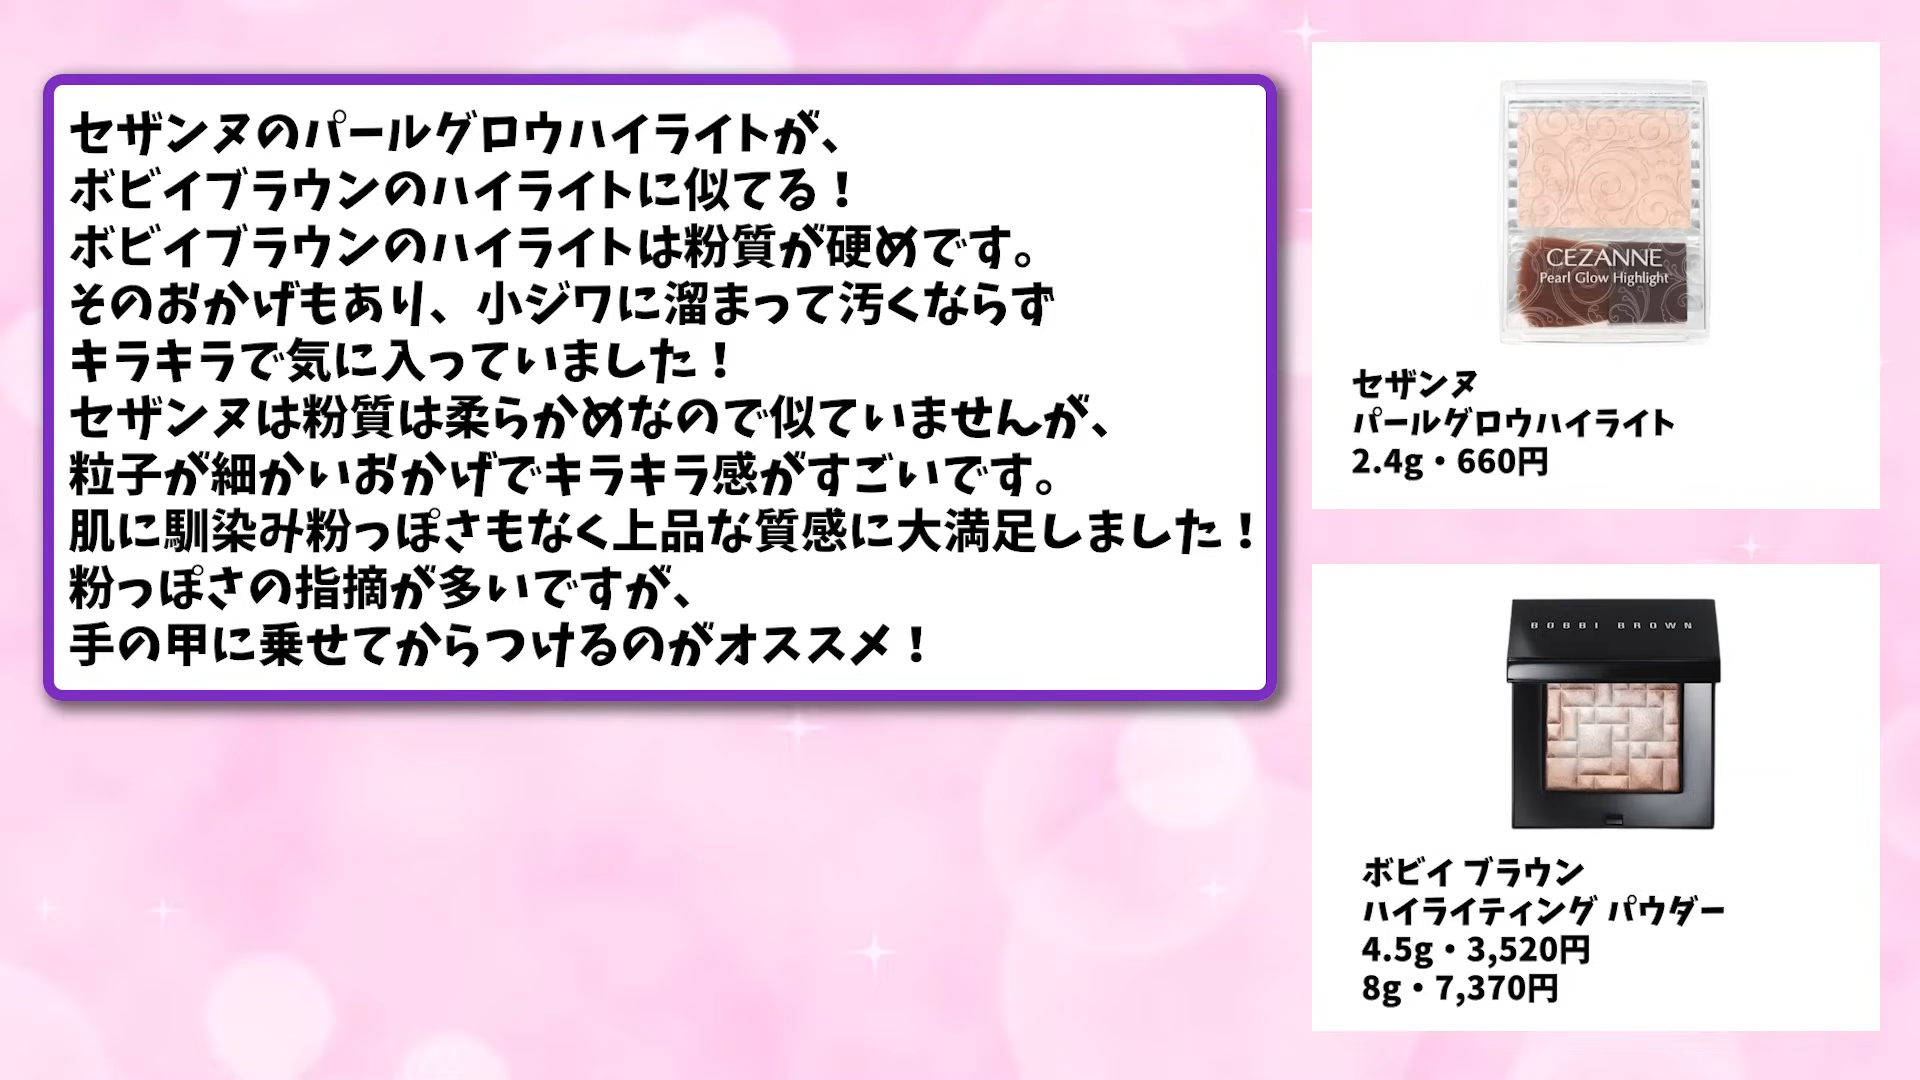 セザンヌのパールグロウハイライトが、
ボビイブラウンのハイライトに似てる！
ボビイブラウンのハイライトは粉質が硬めです。
そのおかげもあり、小ジワに溜まって汚くならず
キラキラで気に入っていました！
セザンヌは粉質は柔らかめなので似ていませんが、
粒子が細かいおかげでキラキラ感がすごいです。
肌に馴染み粉っぽさもなく上品な質感に大満足しました！
粉っぽさの指摘が多いですが、
手の甲に乗せてからつけるのがオススメ！
CEZANNE
Pearl Glow Highlight
セザンヌ
パールグロウハイライト
2.4g・660円
BOBBI BROWN
ボビイ ブラウン
ハイライティング パウダー
4.5g・3,520円
8g・7,370円